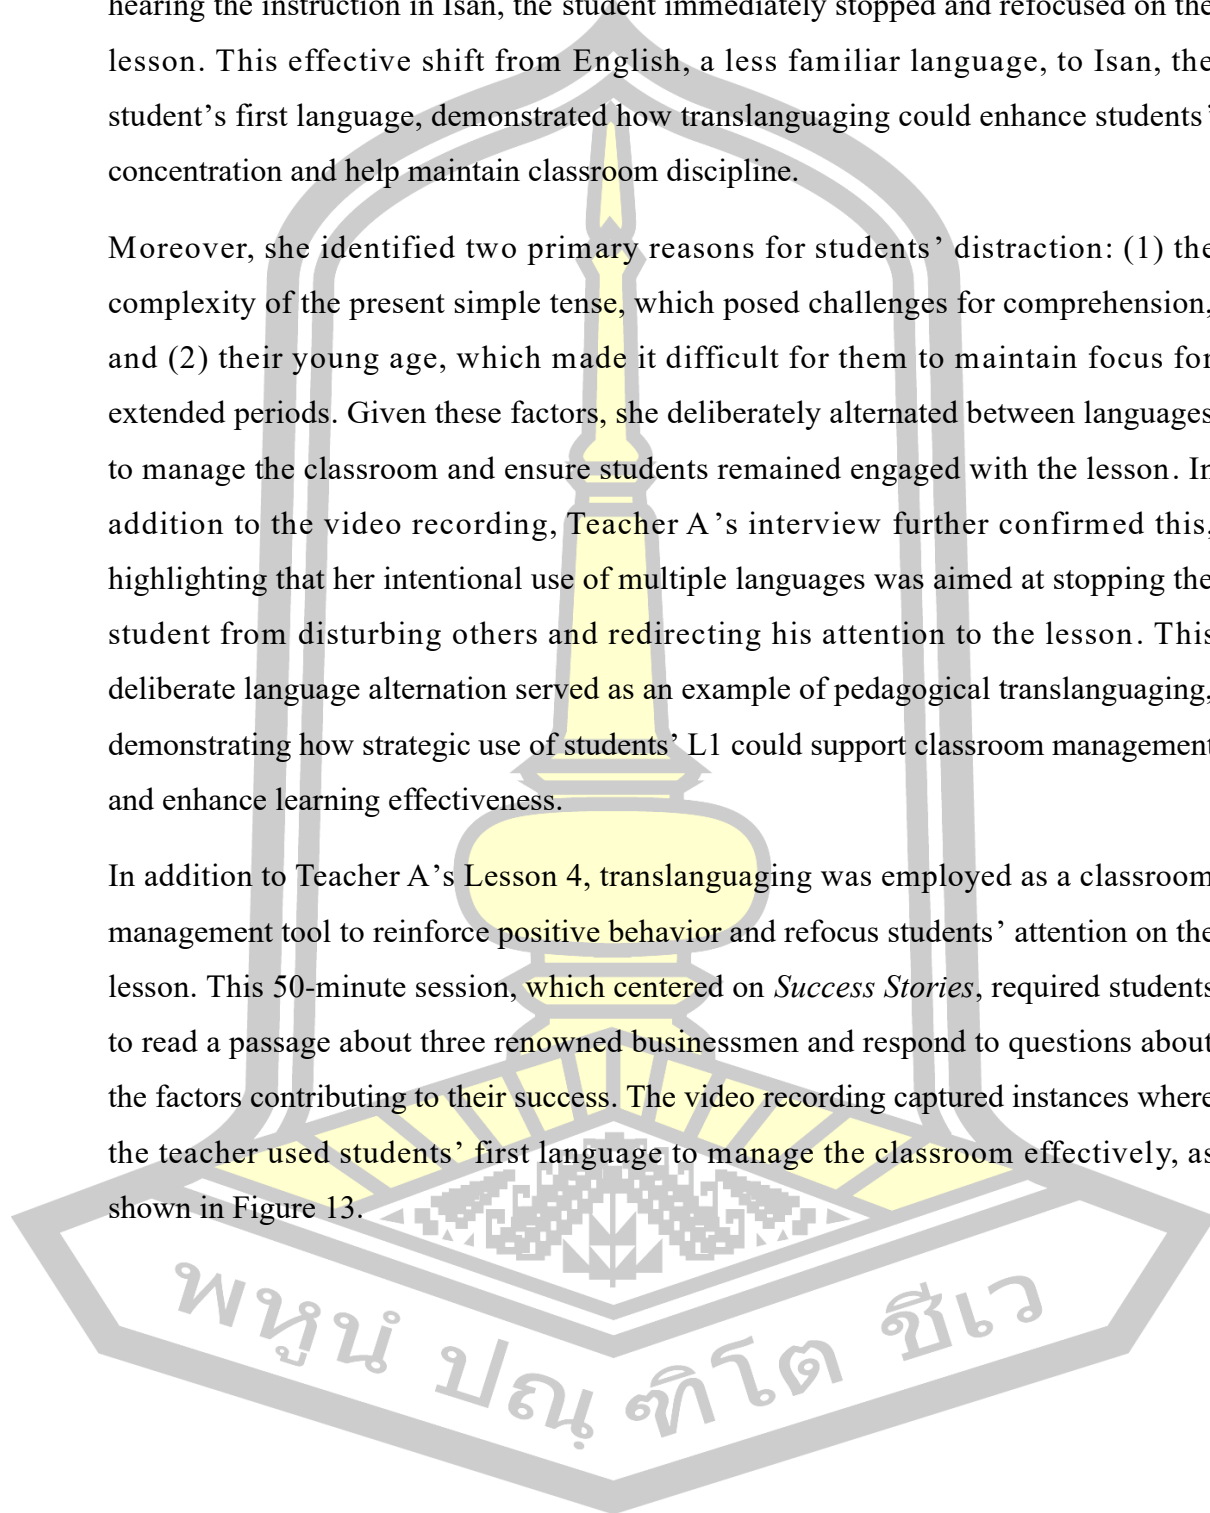 hearing the instruction in Isan, the student immediately stopped and refocused on the
lesson. This effective shift from English, a less familiar language, to Isan, the
student’s first language, demonstrated how translanguaging could enhance students’
concentration and help maintain classroom discipline.
Moreover, she identified two primary reasons for students’ distraction: (1) the
complexity of the present simple tense, which posed challenges for comprehension,
and (2) their young age, which made it difficult for them to maintain focus for
extended periods. Given these factors, she deliberately alternated between languages
to manage the classroom and ensure students remained engaged with the lesson. In
addition to the video recording, Teacher A’s interview further confirmed this,
highlighting that her intentional use of multiple languages was aimed at stopping the
student from disturbing others and redirecting his attention to the lesson. This
deliberate language alternation served as an example of pedagogical translanguaging,
demonstrating how strategic use of students’ L1 could support classroom management
and enhance learning effectiveness.
In addition to Teacher A’s Lesson 4, translanguaging was employed as a classroom
management tool to reinforce positive behavior and refocus students’ attention on the
lesson. This 50-minute session, which centered on Success Stories, required students
to read a passage about three renowned businessmen and respond to questions about
the factors contributing to their success. The video recording captured instances where
the teacher used students’ first language to manage the classroom effectively, as
shown in Figure 13.
พหูนํ ปณฺฑิโต ชีเว